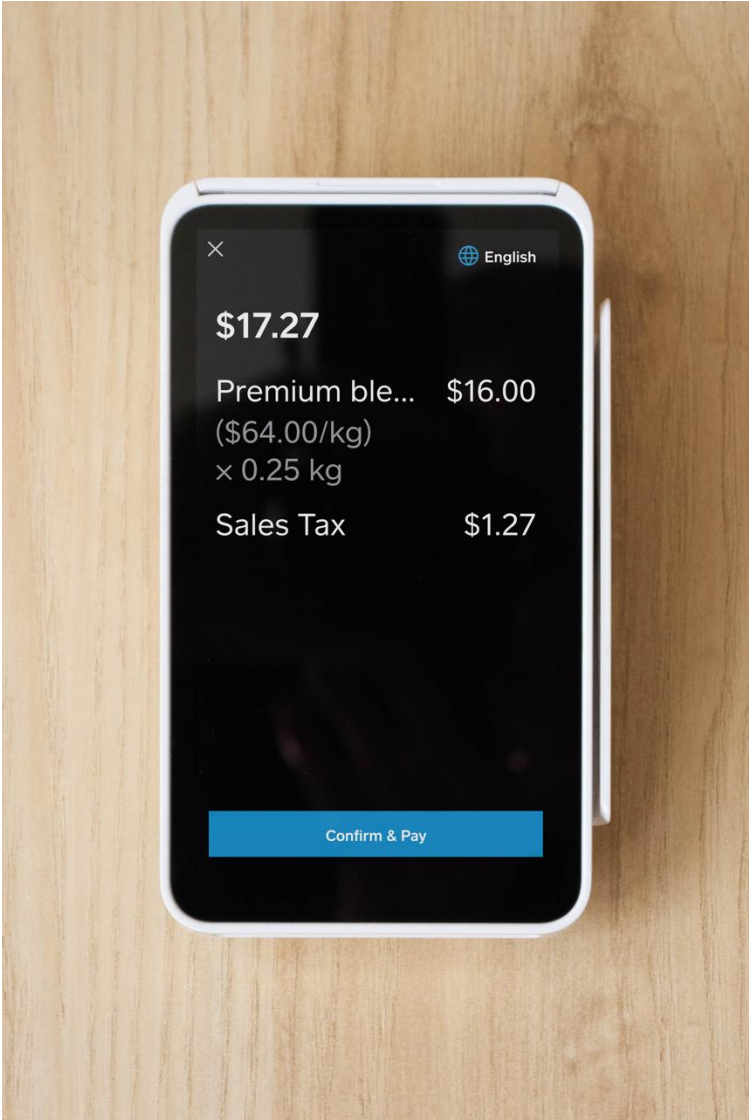 English
$17.27
Premium ble... $16.00
($64.00/kg)
× 0.25 kg
Sales Tax $1.27
Confirm & Pay